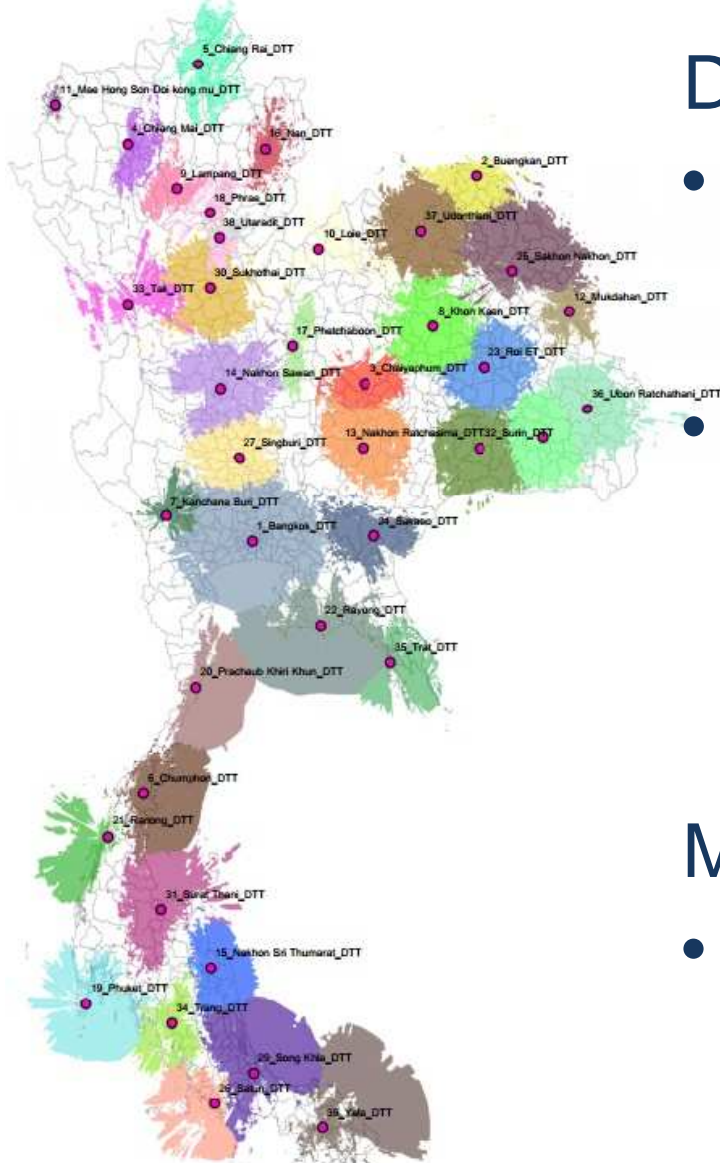 5_Chiang Rai_DTT
D
11_Mae Hong Son Doi kong mu_DTT
4_Chiang Mai_DTT
16_Nan_DTT
2_Buengkan_DTT
•
9_Lampang_DTT
18_Phrae_DTT
37_Udonthani_DTT
38_Utaradit_DTT
10_Loie_DTT
25_Sakhon Nakhon_DTT
30_Sukhothai_DTT
33_Tak_DTT
12_Mukdahan_DTT
8_Khon Kaen_DTT
17_Phetchaboon_DTT
23_Roi ET_DTT
3_Chaiyaphum_DTT
14_Nakhon Sawan_DTT
36_Ubon Ratchathani_DTT
•
27_Singburi_DTT
13_Nakhon Ratchasima_DTT
32_Surin_DTT
7_Kanchana Buri_DTT
1_Bangkok_DTT
24_Sakaeo_DTT
22_Rayong_DTT
35_Trat_DTT
20_Prachaub Khiri Khun_DTT
6_Chumphon_DTT
21_Ranong_DTT
M
31_Surat Thani_DTT
•
15_Nakhon Sri Thumarat_DTT
19_Phuket_DTT
34_Trang_DTT
29_Song Khla_DTT
26_Satun_DTT
39_Yala_DTT